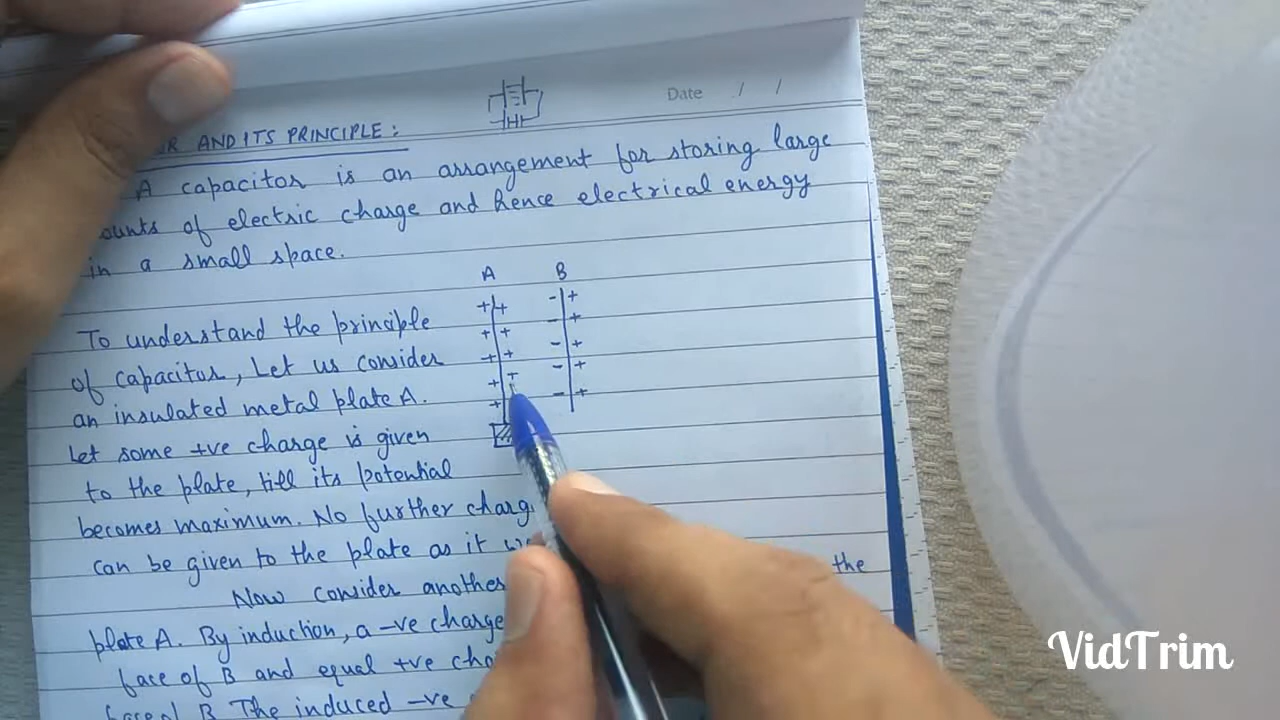 Date / /
AND ITS PRINCIPLE:
A capacitor is an arrangement for storing large
of electric charge and hence electrical energy
in a small space.
A B
To understand the principle
of capacitor, Let us consider
an insulated metal plate A.
Let some +ve charge is given
to the plate, till its potential
becomes maximum. No further
can be given to the plate as it
the
Now consider
plate A. By induction, a -ve charge
face of B and equal +ve
B. The induced -ve
VidTrim